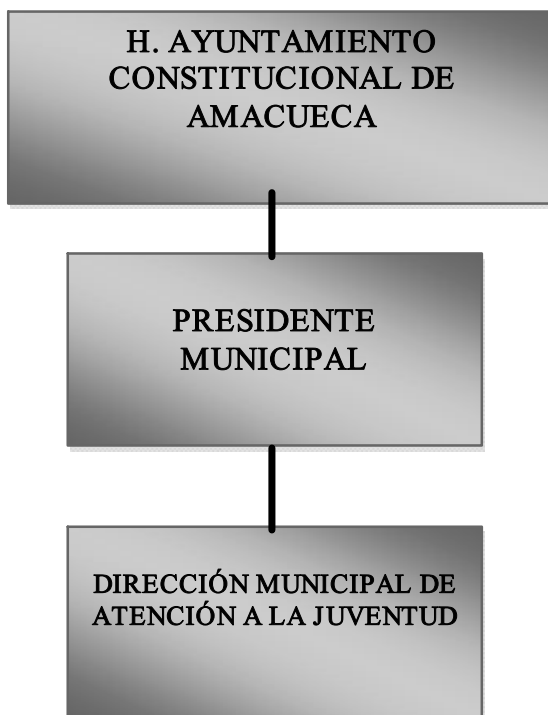 H. AYUNTAMIENTO
CONSTITUCIONAL DE
AMACUECA
PRESIDENTE
MUNICIPAL
DIRECCIÓN MUNICIPAL DE
ATENCIÓN A LA JUVENTUD